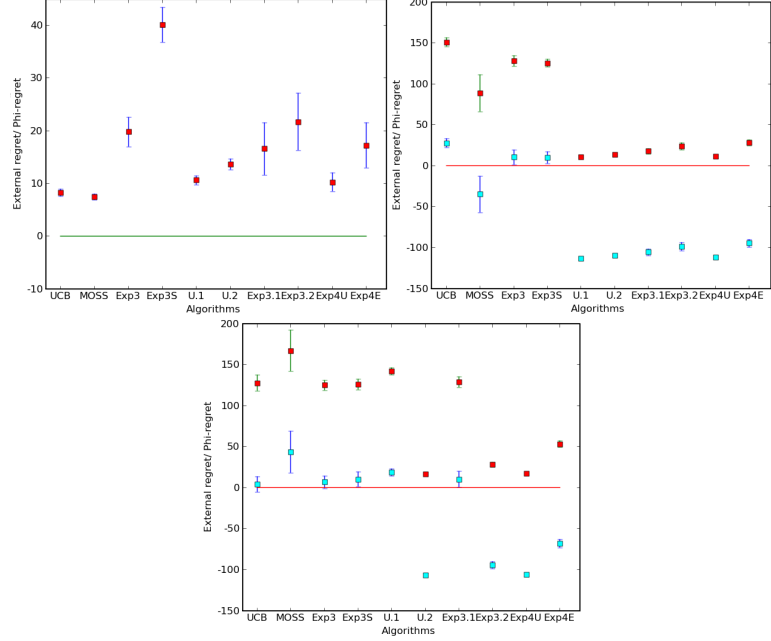 40
30
20
10
0
-10
External regret/ Phi-regret
UCB MOSS Exp3 Exp3S U.1 U.2 Exp3.1 Exp3.2 Exp4U Exp4E
Algorithms
200
150
100
50
0
-50
-100
-150
External regret/ Phi-regret
UCB MOSS Exp3 Exp3S U.1 U.2 Exp3.1 Exp3.2 Exp4U Exp4E
Algorithms
200
150
100
50
0
-50
-100
-150
External regret/ Phi-regret
UCB MOSS Exp3 Exp3S U.1 U.2 Exp3.1 Exp3.2 Exp4U Exp4E
Algorithms